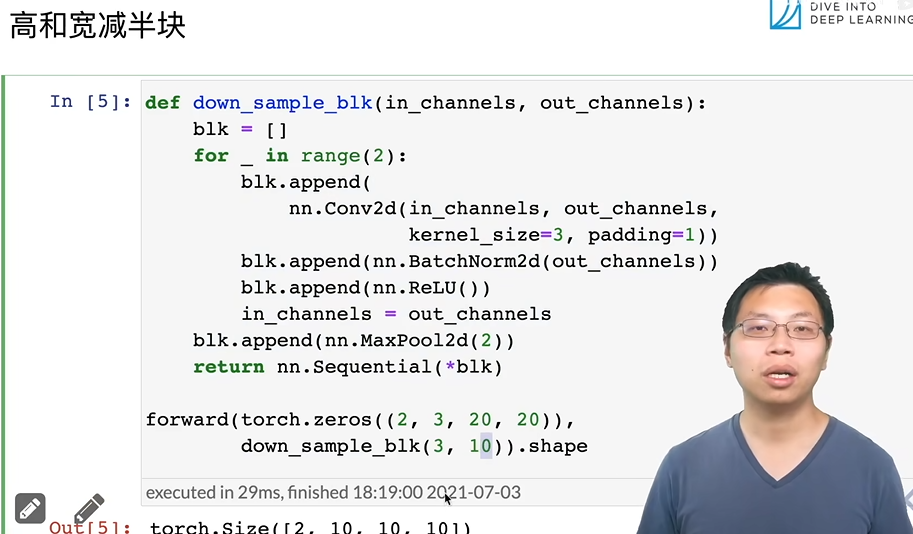 高和宽减半块
DIVE INTO
DEEP LEARNING
In [5]:
def down_sample_blk(in_channels, out_channels):
    blk = []
    for _ in range(2):
        blk.append(
            nn.Conv2d(in_channels, out_channels,
                      kernel_size=3, padding=1))
        blk.append(nn.BatchNorm2d(out_channels))
        blk.append(nn.ReLU())
        in_channels = out_channels
    blk.append(nn.MaxPool2d(2))
    return nn.Sequential(*blk)
forward(torch.zeros((2, 3, 20, 20)),
        down_sample_blk(3, 10)).shape
executed in 29ms, finished 18:19:00 2021-07-03
Out[5]: torch.Size([2, 10, 10, 10])